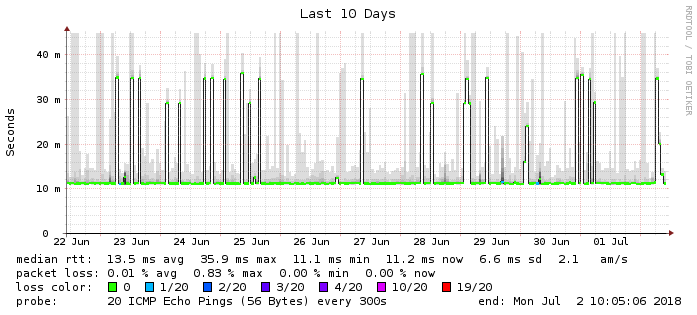 Last 10 Days
RRDTOOL / TOBI OETIKER
Seconds
40 m
30 m
20 m
10 m
0
22 Jun 23 Jun 24 Jun 25 Jun 26 Jun 27 Jun 28 Jun 29 Jun 30 Jun 01 Jul
median rtt: 13.5 ms avg 35.9 ms max 11.1 ms min 11.2 ms now 6.6 ms sd 2.1 am/s
packet loss: 0.01 % avg 0.83 % max 0.00 % min 0.00 % now
loss color: 0 1/20 2/20 3/20 4/20 10/20 19/20
probe: 20 ICMP Echo Pings (56 Bytes) every 300s end: Mon Jul 2 10:05:06 2018